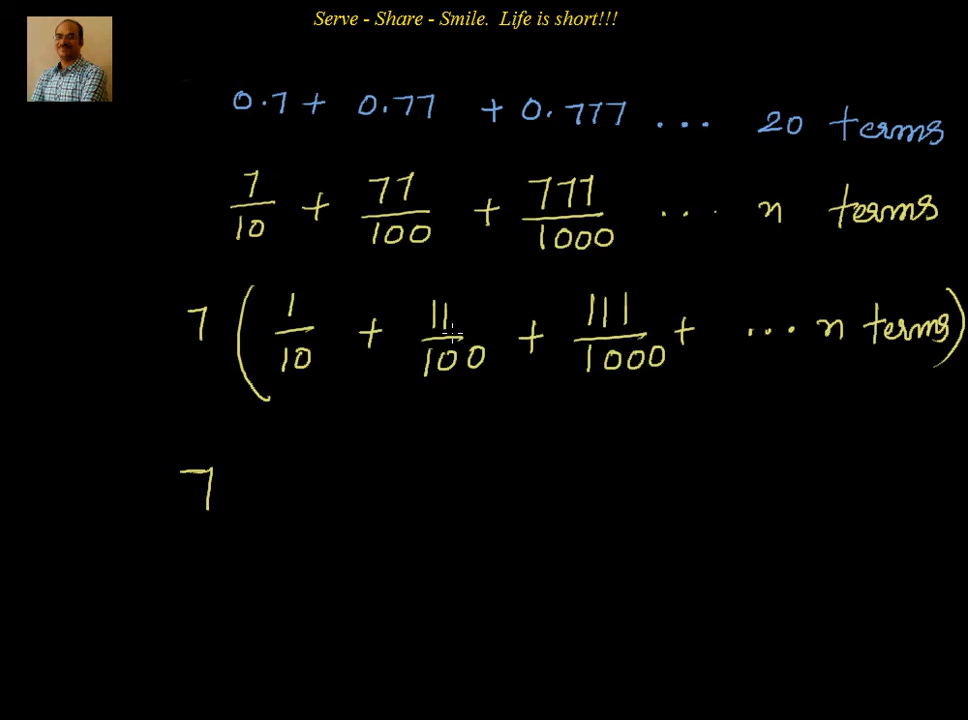 Serve - Share - Smile. Life is short!!!
0.7 + 0.77 + 0.777 ... 20 terms
7/10 + 77/100 + 777/1000 ... n terms
7 ( 1/10 + 11/100 + 111/1000 + ... n terms )
7